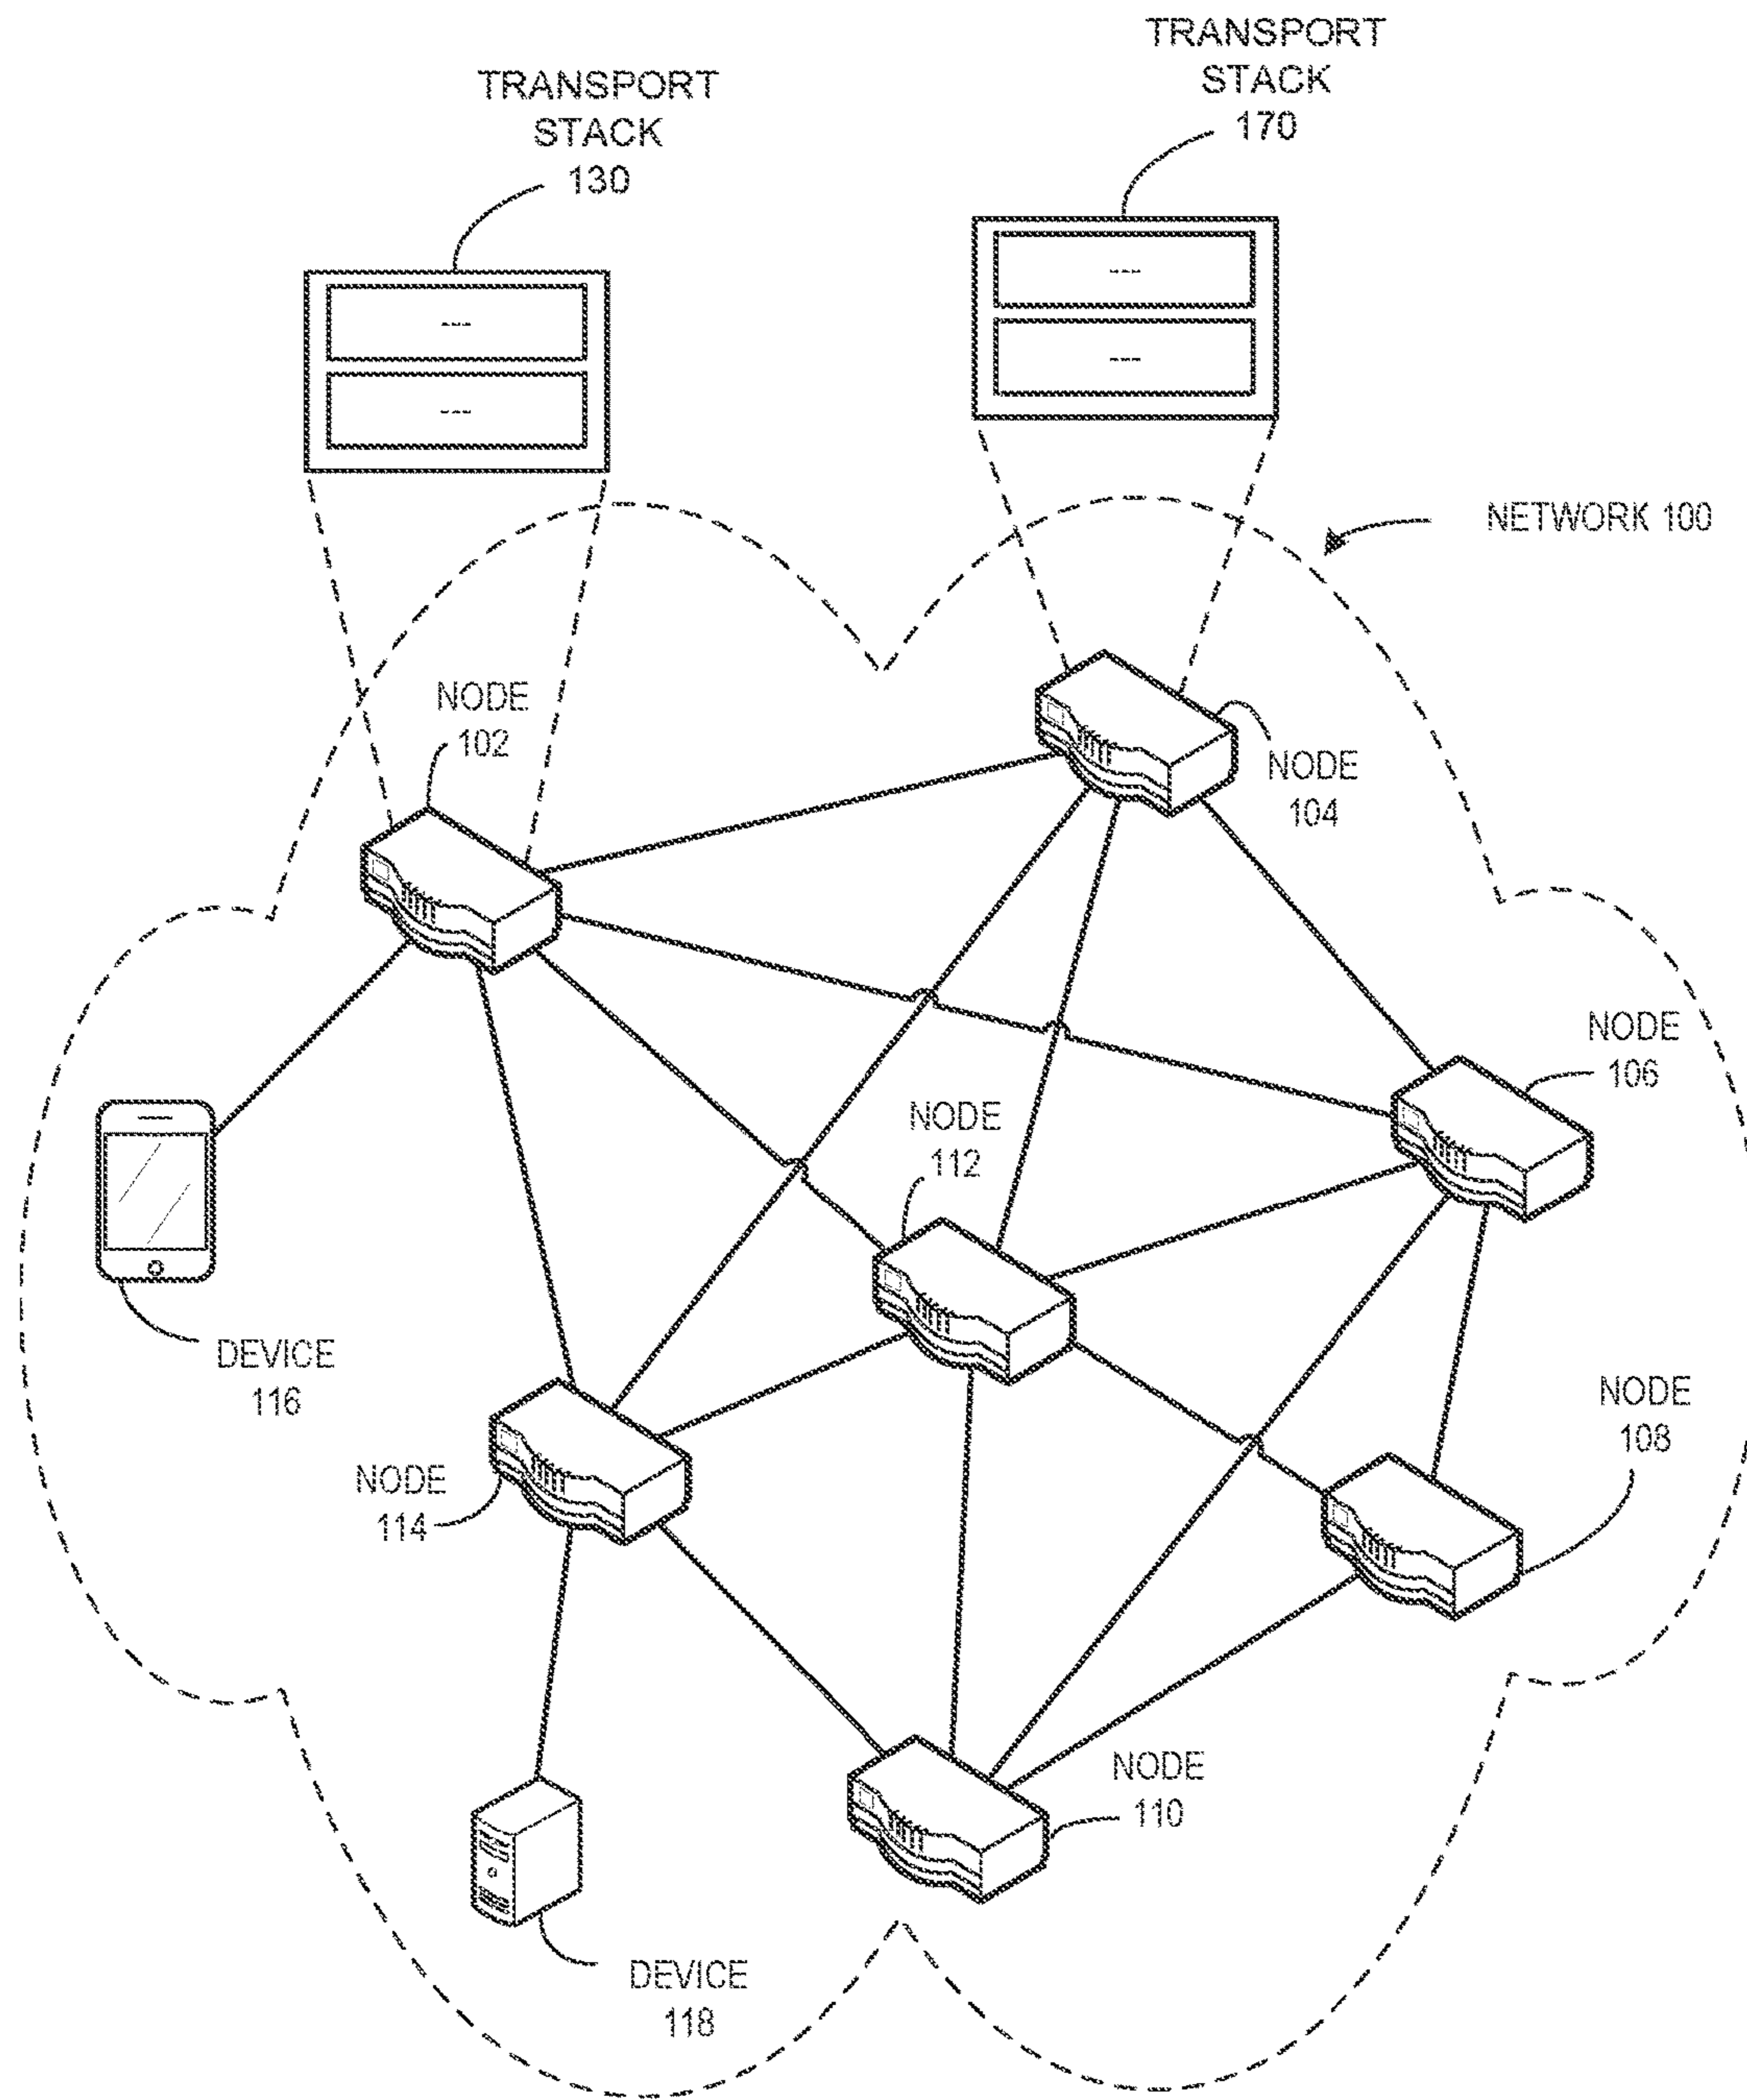 TRANSPORT
STACK
170
TRANSPORT
STACK
130
---
---
---
---
NETWORK 100
NODE
102
NODE
104
NODE
106
NODE
112
DEVICE
116
NODE
108
NODE
114
NODE
110
DEVICE
118